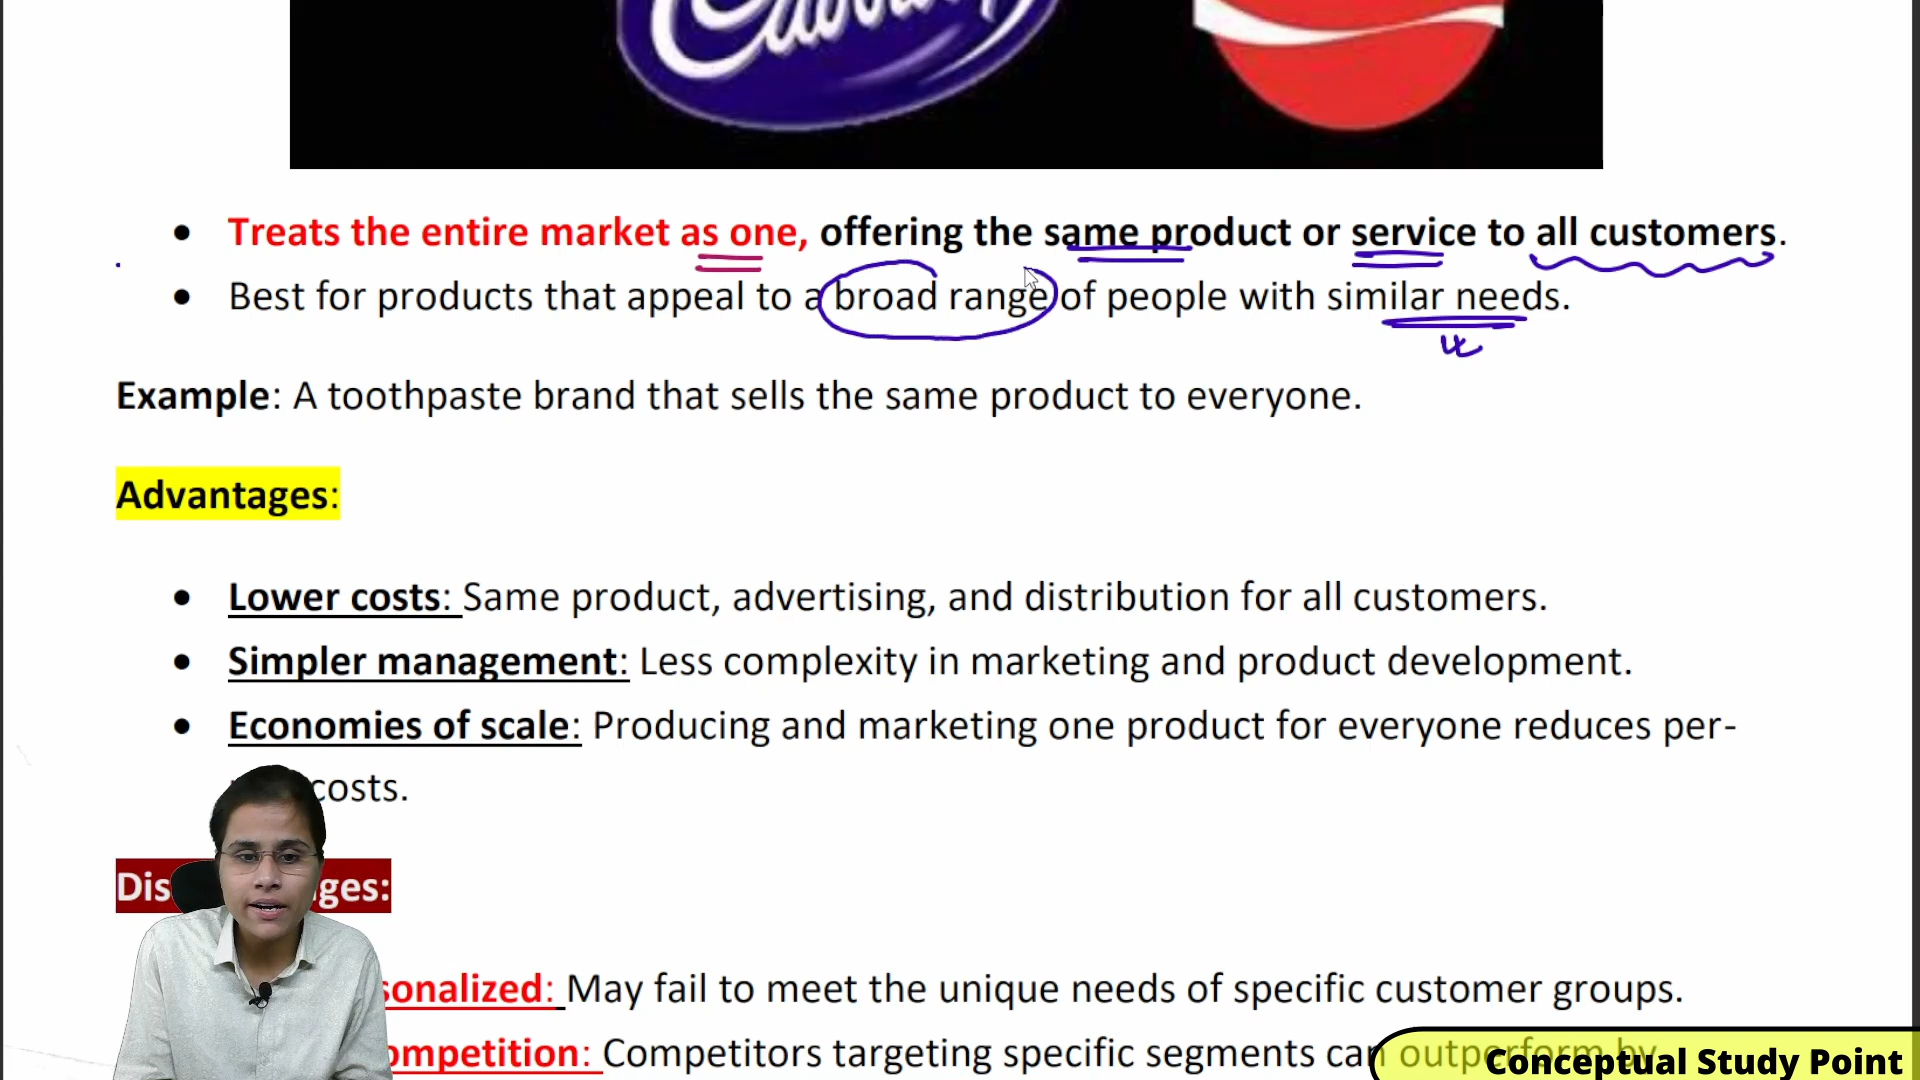 Cadbury
Treats the entire market as one, offering the same product or service to all customers.
Best for products that appeal to a broad range of people with similar needs.
Example: A toothpaste brand that sells the same product to everyone.
Advantages:
Lower costs: Same product, advertising, and distribution for all customers.
Simpler management: Less complexity in marketing and product development.
Economies of scale: Producing and marketing one product for everyone reduces per-
costs.
Dis ges:
sonalized: May fail to meet the unique needs of specific customer groups.
ompetition: Competitors targeting specific segments can outperform by
Conceptual Study Point